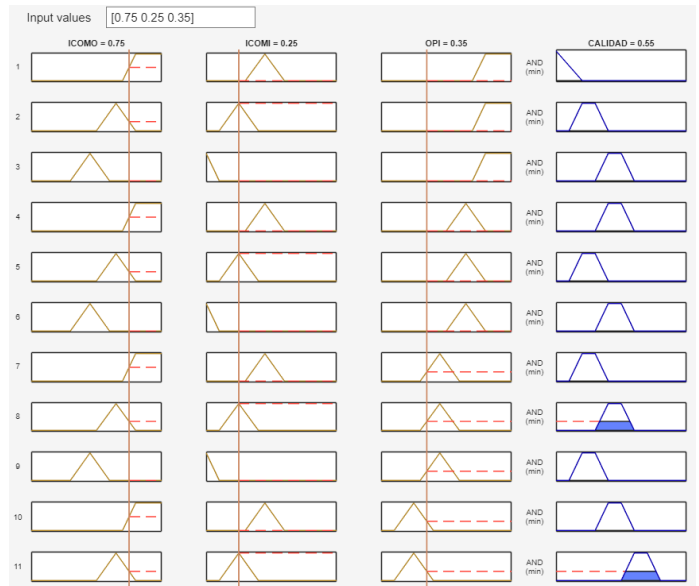 Input values [0.75 0.25 0.35]
ICOMO = 0.75 ICOMI = 0.25 OPI = 0.35 CALIDAD = 0.55
1 AND
(min)
2 AND
(min)
3 AND
(min)
4 AND
(min)
5 AND
(min)
6 AND
(min)
7 AND
(min)
8 AND
(min)
9 AND
(min)
10 AND
(min)
11 AND
(min)